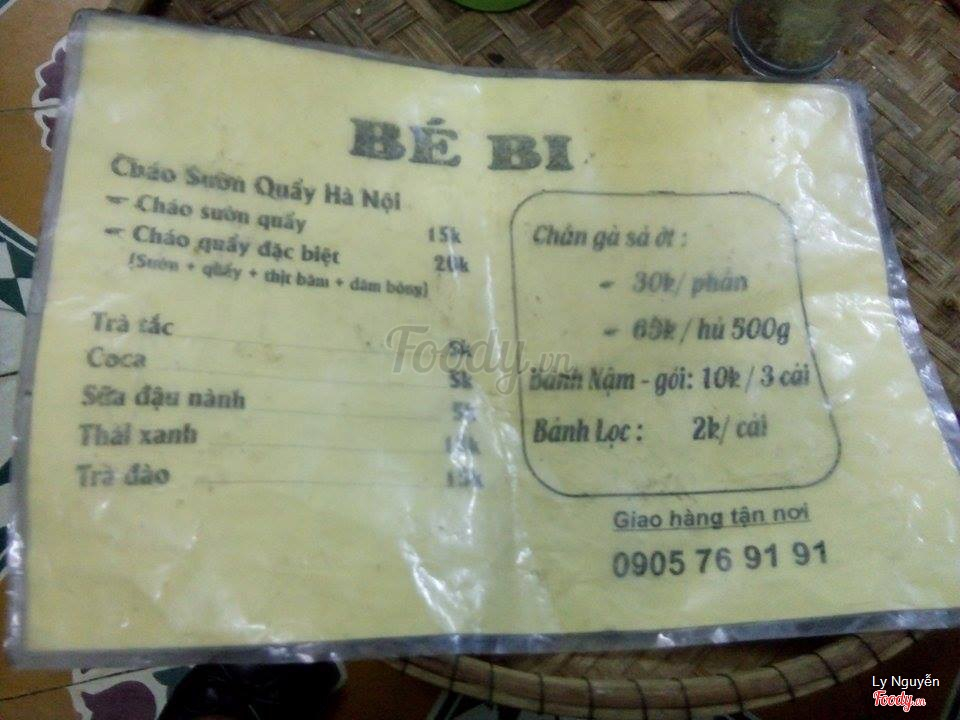 BÉ BI
Cháo Sườn Quẩy Hà Nội
Cháo sườn quẩy 15k
Cháo quẩy đặc biệt 20k
[Sườn + quẩy + thịt băm + dăm bông]
Trà tắc 5k
Coca 5k
Sữa đậu nành 5k
Thái xanh
Trà đào 15k
Chân gà sả ớt :
30k/ phần
65k / hủ 500g
Bánh Nậm - gói: 10k / 3 cái
Bánh Lọc : 2k/ cái
Giao hàng tận nơi
0905 76 91 91
Foody.vn
Ly Nguyễn
Foody.vn